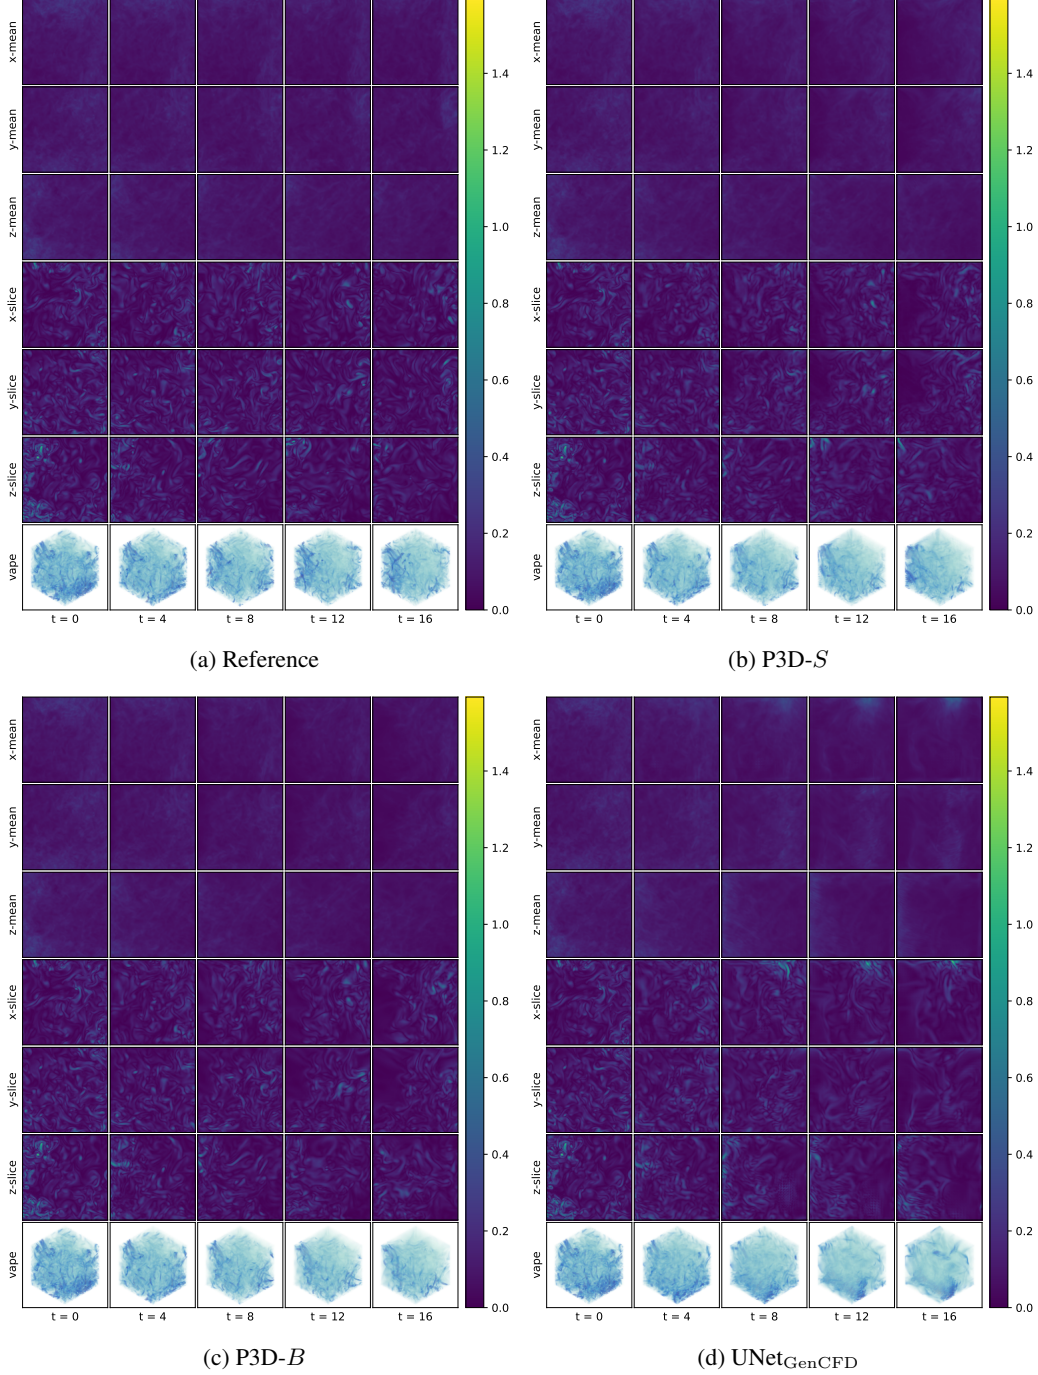 x-mean
y-mean
z-mean
x-slice
y-slice
z-slice
vape
t = 0 t = 4 t = 8 t = 12 t = 16
1.4
1.2
1.0
0.8
0.6
0.4
0.2
0.0
(a) Reference
x-mean
y-mean
z-mean
x-slice
y-slice
z-slice
vape
t = 0 t = 4 t = 8 t = 12 t = 16
1.4
1.2
1.0
0.8
0.6
0.4
0.2
0.0
(b) P3D-S
x-mean
y-mean
z-mean
x-slice
y-slice
z-slice
vape
t = 0 t = 4 t = 8 t = 12 t = 16
1.4
1.2
1.0
0.8
0.6
0.4
0.2
0.0
(c) P3D-B
x-mean
y-mean
z-mean
x-slice
y-slice
z-slice
vape
t = 0 t = 4 t = 8 t = 12 t = 16
1.4
1.2
1.0
0.8
0.6
0.4
0.2
0.0
(d) UNetGenCFD